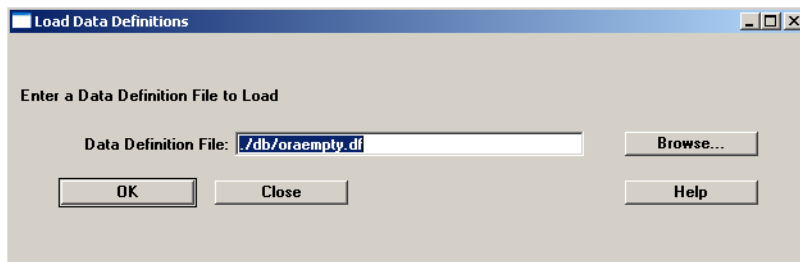 Load Data Definitions
Enter a Data Definition File to Load
Data Definition File: ./db/oraempty.df Browse...
OK Close Help